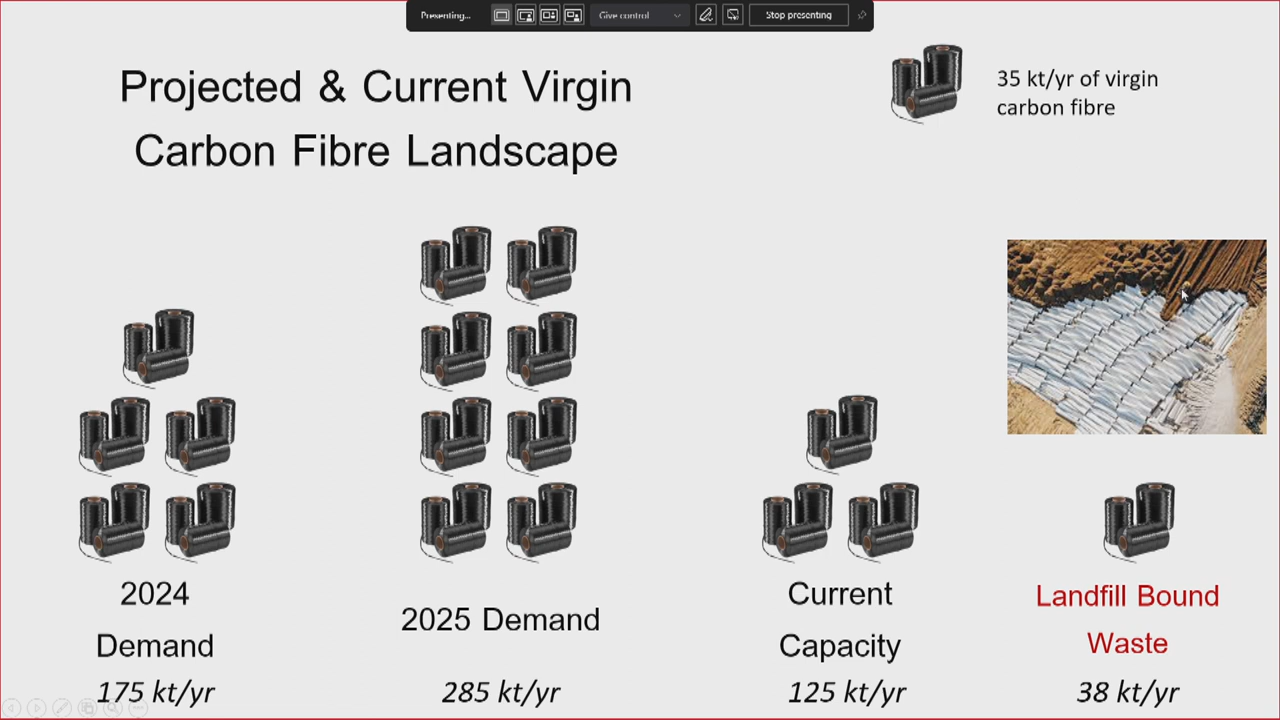 Presenting...
Give control
Stop presenting
Projected & Current Virgin
Carbon Fibre Landscape
35 kt/yr of virgin
carbon fibre
2024
Demand
175 kt/yr
2025 Demand
285 kt/yr
Current
Capacity
125 kt/yr
Landfill Bound
Waste
38 kt/yr